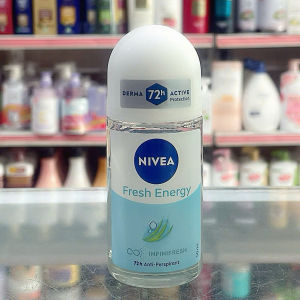 DERMA 72h ACTIVE
Protection
NIVEA
Fresh Energy
INFINIFRESH
72h Anti-Perspirant